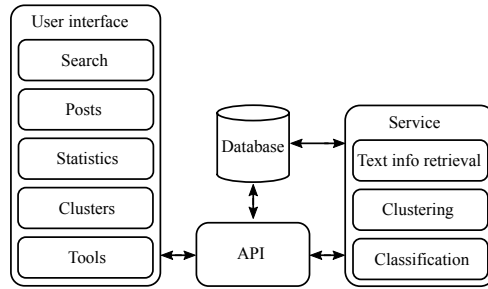 User interface
Search
Posts
Statistics
Clusters
Tools
Database
API
Service
Text info retrieval
Clustering
Classification